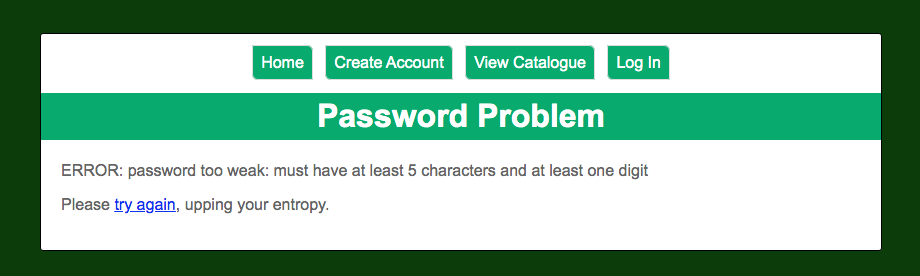 Home Create Account View Catalogue Log In
Password Problem
ERROR: password too weak: must have at least 5 characters and at least one digit
Please try again, upping your entropy.